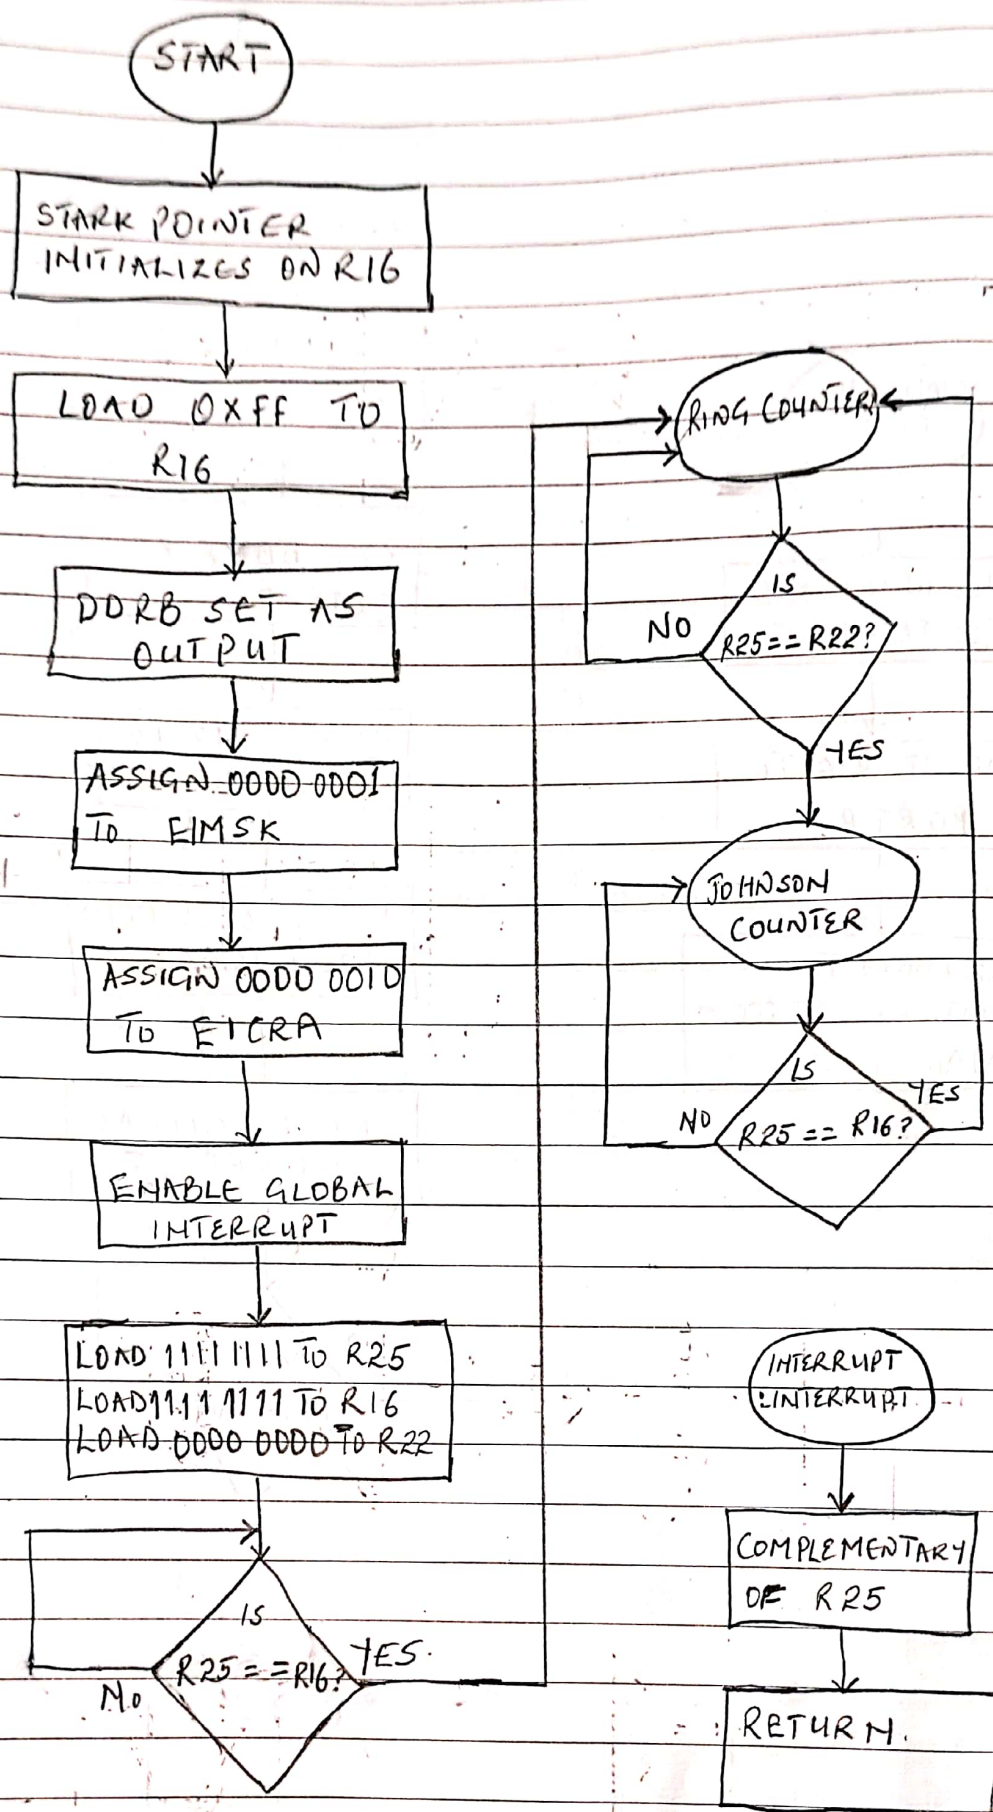 START
STARK POINTER
INITIALIZES ON R16
LOAD 0XFF TO
R16
DDRB SET AS
OUTPUT
ASSIGN 0000 0001
TO EIMSK
ASSIGN 0000 0010
TO EICRA
ENABLE GLOBAL
INTERRUPT
LOAD 1111 1111 TO R25
LOAD 1111 1111 TO R16
LOAD 0000 0000 TO R22
IS
R25==R16?
YES.
No
RING COUNTER
IS
R25==R22?
NO
YES
JOHNSON
COUNTER
IS
R25 == R16?
NO
YES
INTERRUPT
:INTERRUPT
COMPLEMENTARY
OF R25
RETURN.